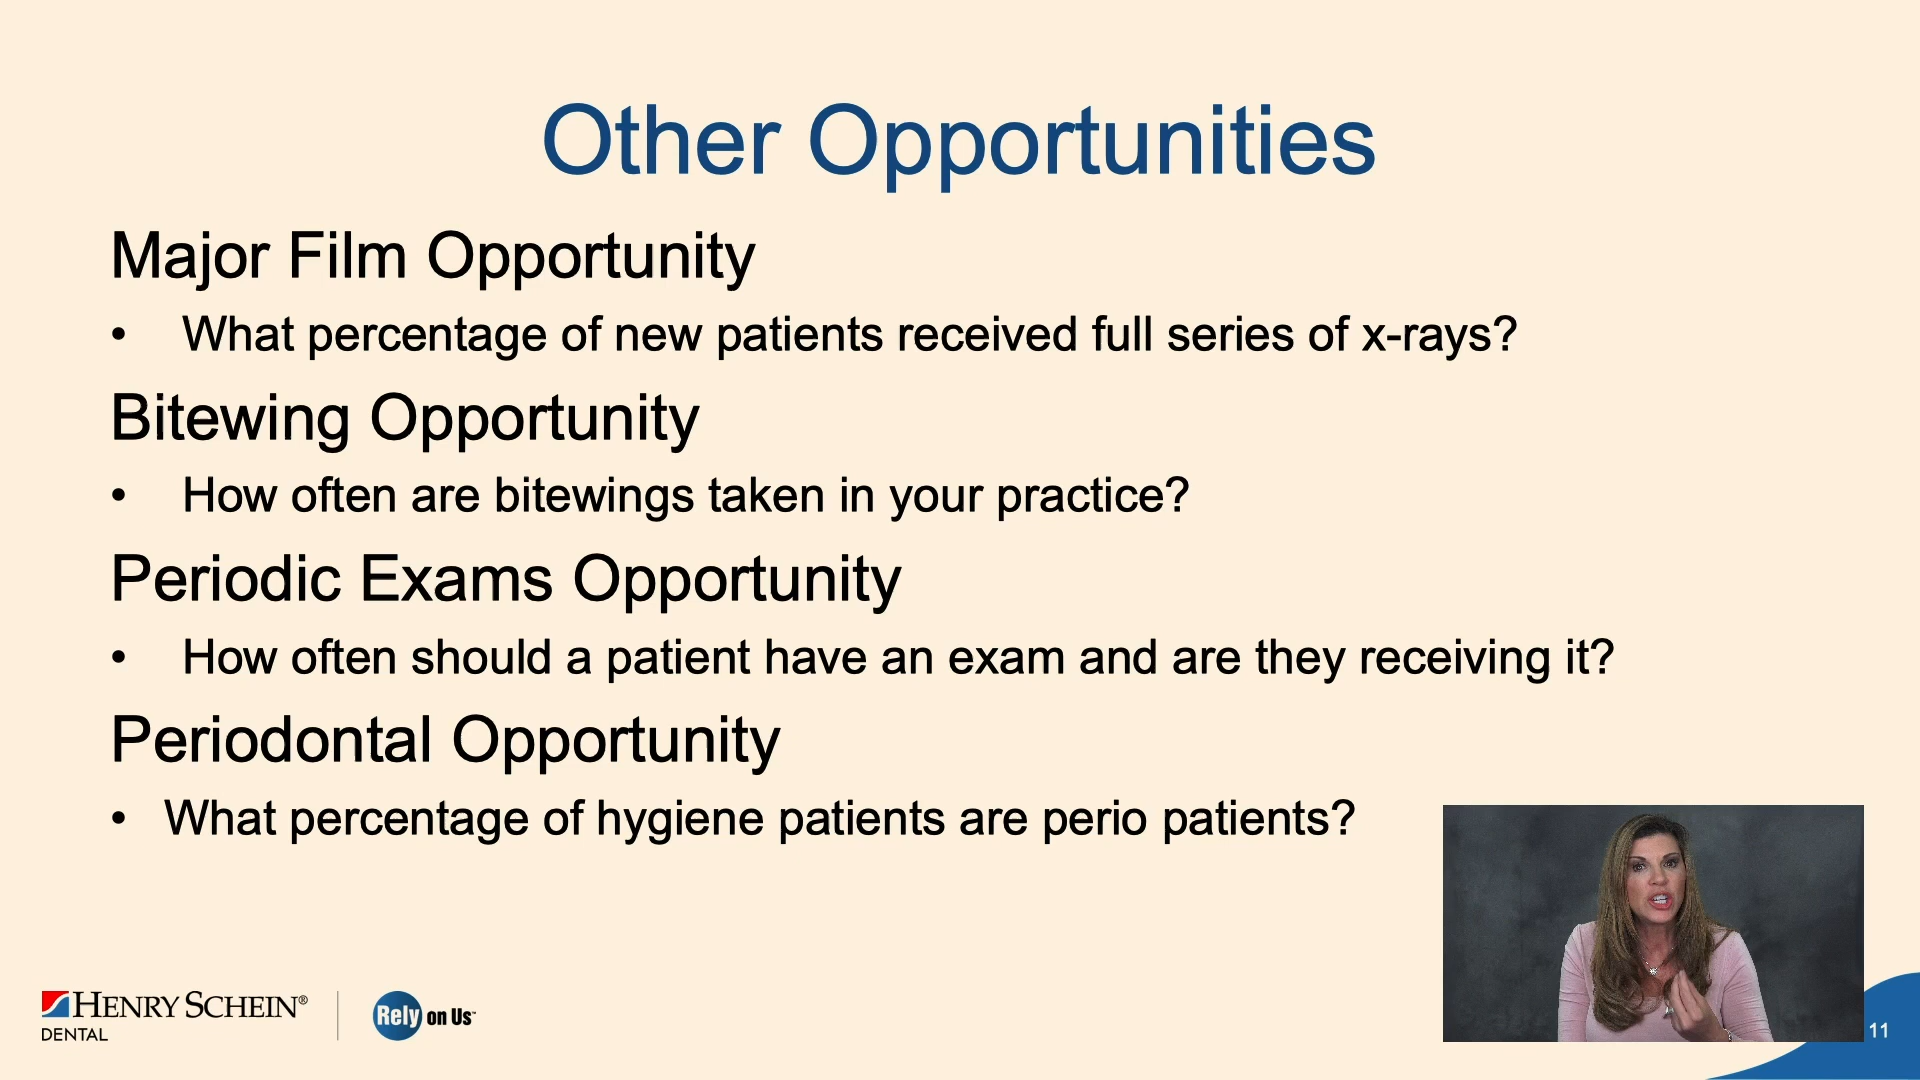 Other Opportunities
Major Film Opportunity
• What percentage of new patients received full series of x-rays?
Bitewing Opportunity
• How often are bitewings taken in your practice?
Periodic Exams Opportunity
• How often should a patient have an exam and are they receiving it?
Periodontal Opportunity
• What percentage of hygiene patients are perio patients?
HENRY SCHEIN®
DENTAL
Rely on Us™
11